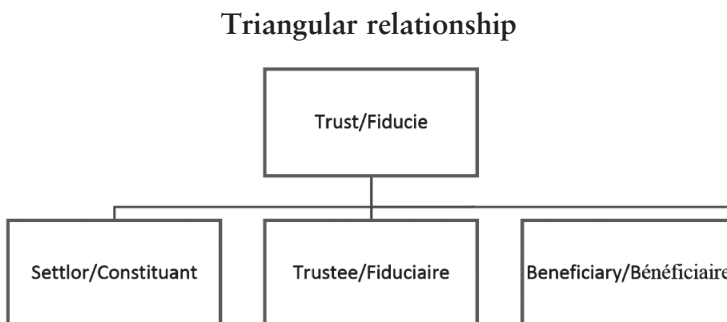 Triangular relationship
Trust/Fiducie
Settlor/Constituant
Trustee/Fiduciaire
Beneficiary/Bénéficiaire